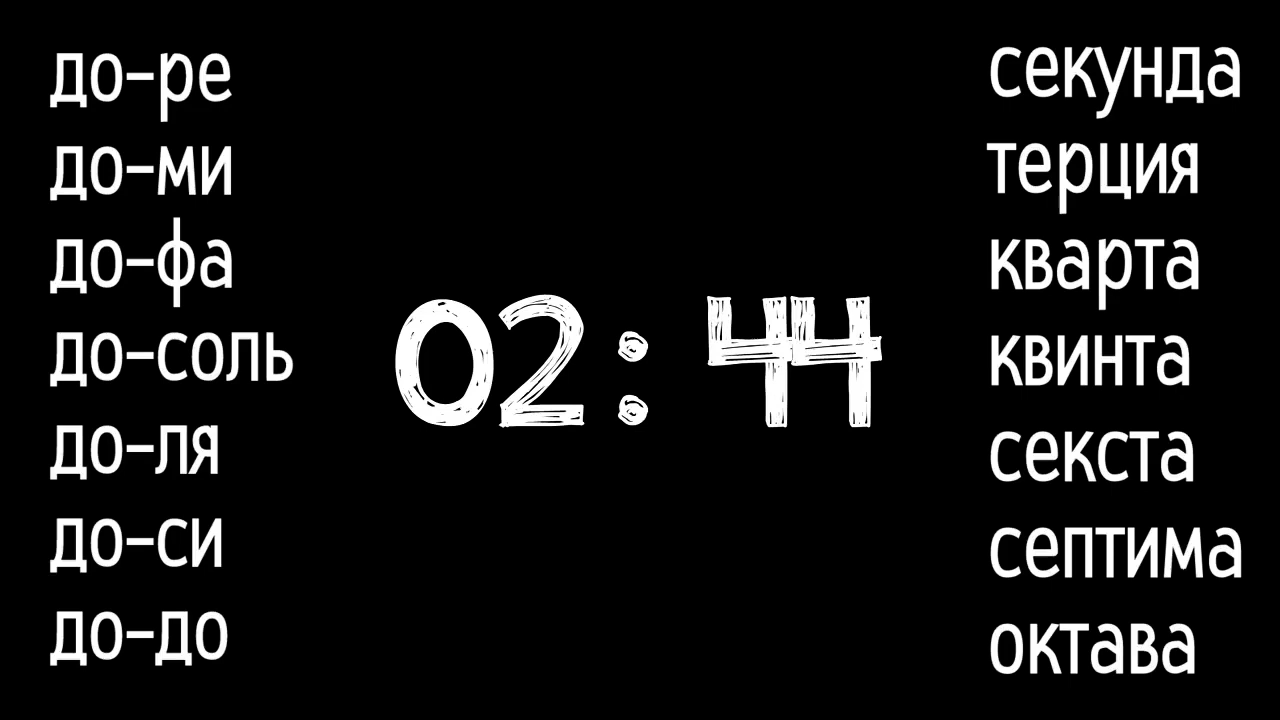 до-ре
до-ми
до-фа
до-соль
до-ля
до-си
до-до
02:44
секунда
терция
кварта
квинта
секста
септима
октава